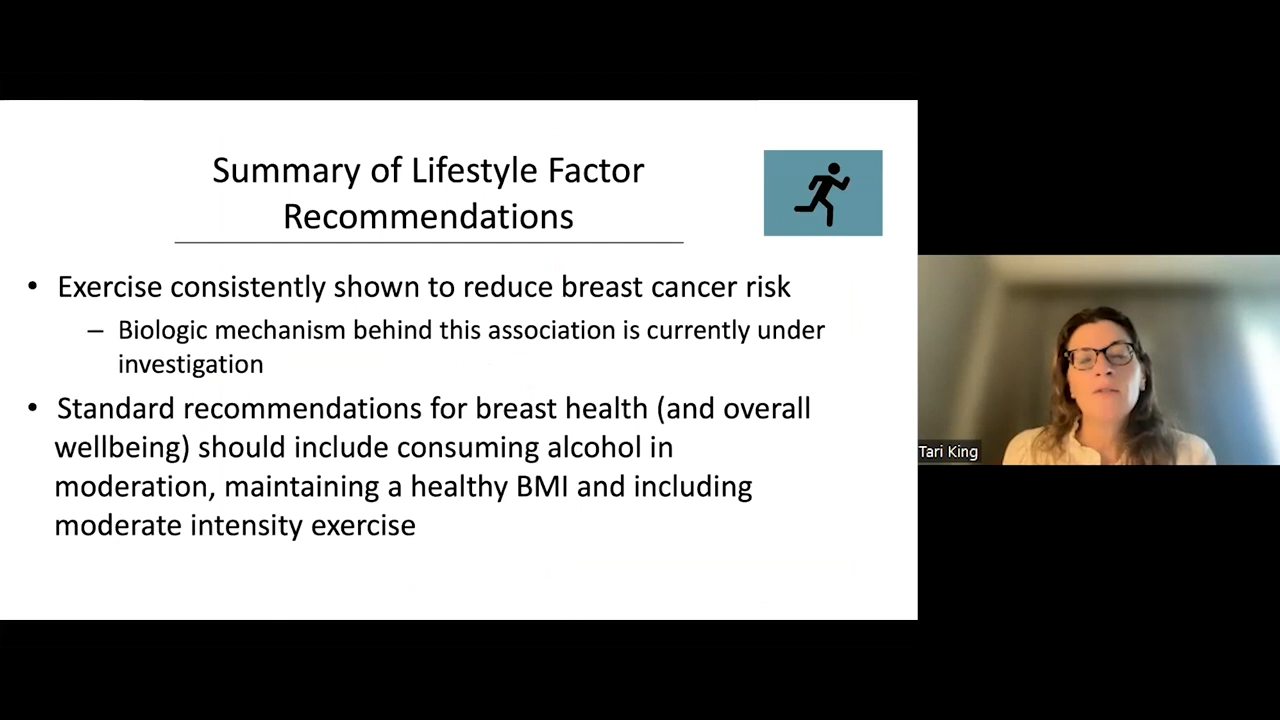 Summary of Lifestyle Factor
Recommendations
• Exercise consistently shown to reduce breast cancer risk
– Biologic mechanism behind this association is currently under
investigation
• Standard recommendations for breast health (and overall
wellbeing) should include consuming alcohol in
moderation, maintaining a healthy BMI and including
moderate intensity exercise
Tari King